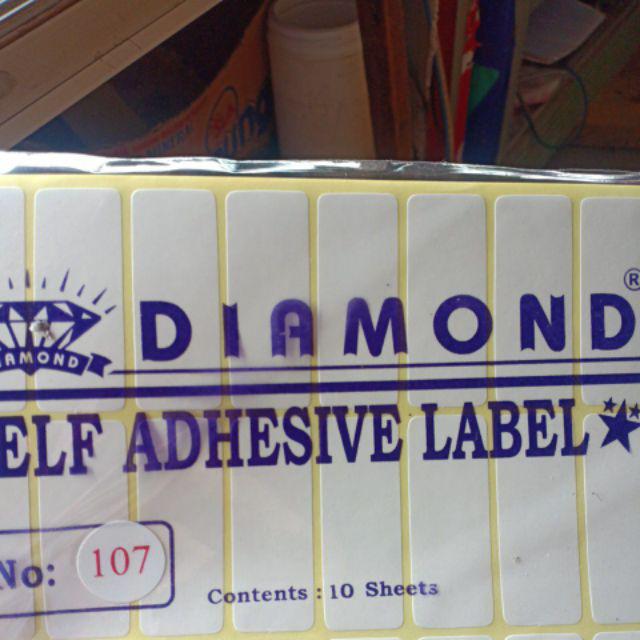 DIAMOND®
DIAMOND
ELF ADHESIVE LABEL
No: 107
Contents : 10 Sheets